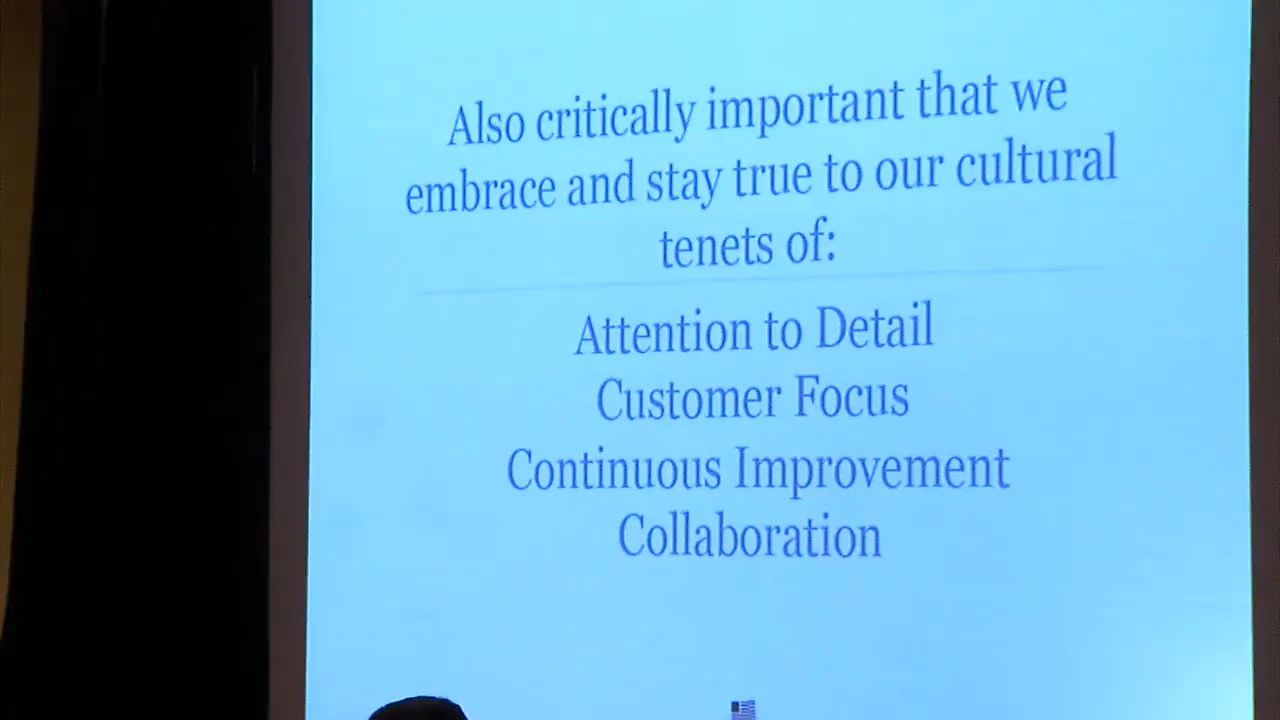 Also critically important that we
embrace and stay true to our cultural
tenets of:
Attention to Detail
Customer Focus
Continuous Improvement
Collaboration